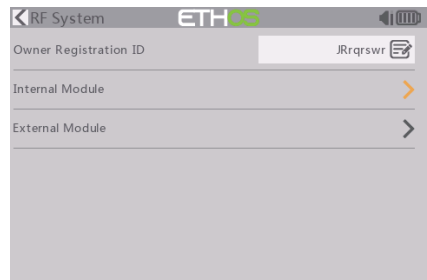 RF System ETHOS
Owner Registration ID JRrqrswr
Internal Module
External Module